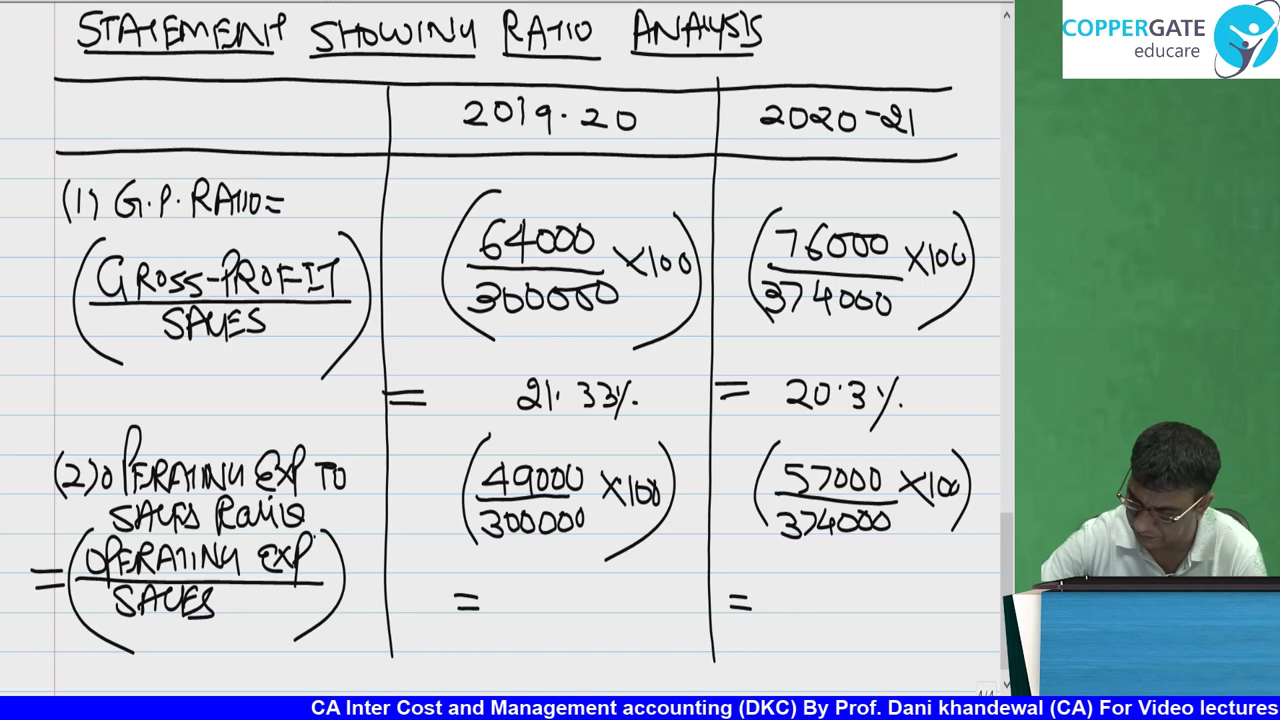 STATEMENT SHOWING RATIO ANALYSIS
COPPERGATE
educare
2019.20
2020-21
(1) G.P. RATIO=
(GROSS-PROFIT
SALES)
(64000
300000 ×100)
(76000
374000 ×100)
= 21.33%
= 20.3%
(2) OPERATING EXP TO
SALES Ratio
= (OPERATING EXP.
SALES)
(49000
300000 ×100)
(57000
374000 ×100)
=
=
CA Inter Cost and Management accounting (DKC) By Prof. Dani khandewal (CA) For Video lectures